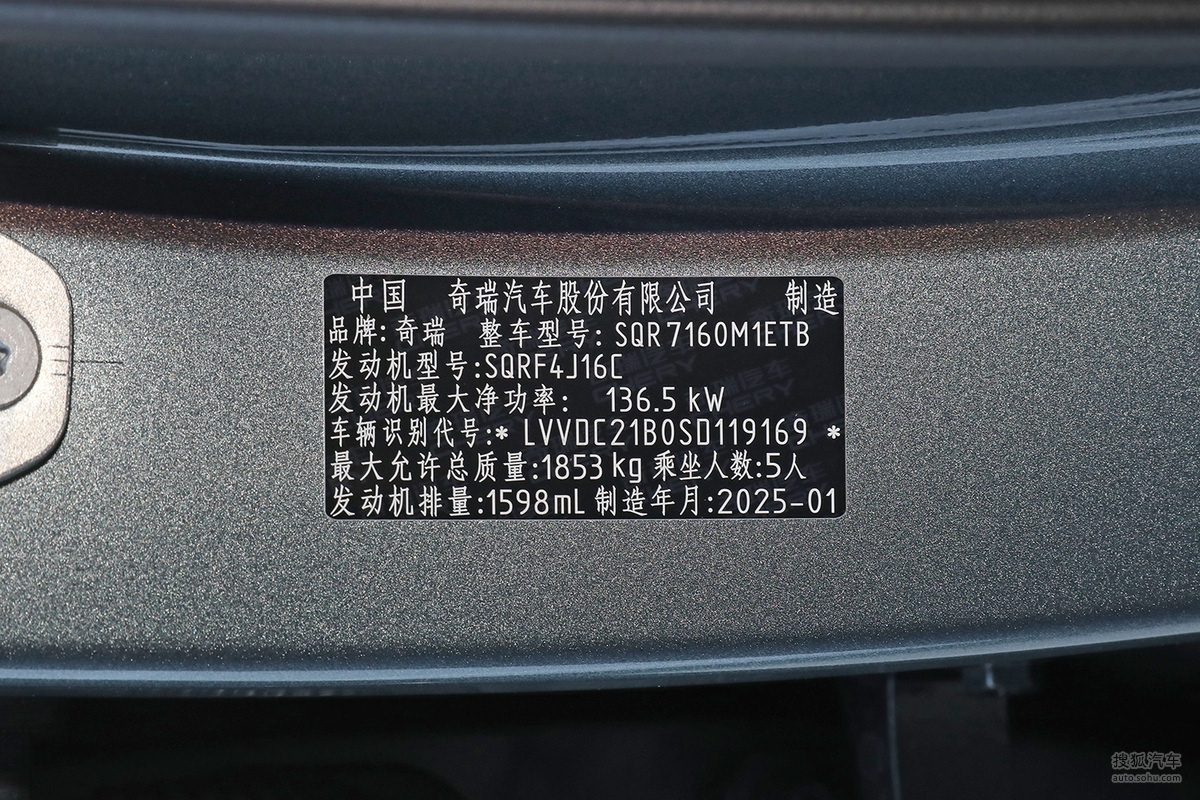 中国 奇瑞汽车股份有限公司 制造
品牌:奇瑞 整车型号: SQR7160M1ETB
发动机型号:SQRF4J16C
发动机最大净功率: 136.5 kW
车辆识别代号:* LVVDC21B0SD119169 *
最大允许总质量:1853kg 乘坐人数:5人
发动机排量:1598mL 制造年月:2025-01
搜狐汽车
auto.sohu.com